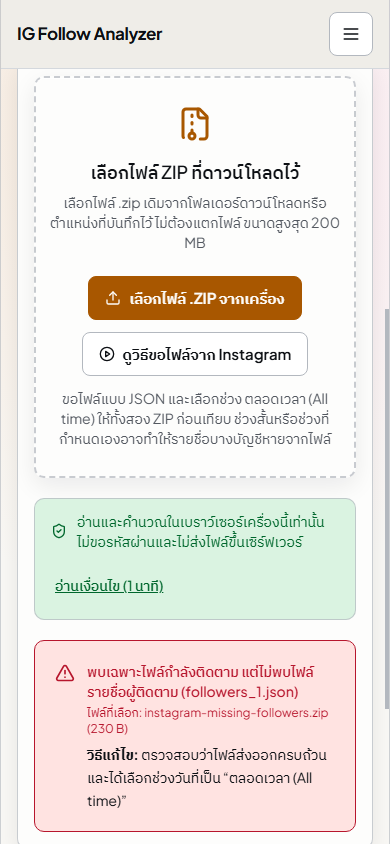 IG Follow Analyzer
เลือกไฟล์ ZIP ที่ดาวน์โหลดไว้
เลือกไฟล์ .zip เดิมจากโฟลเดอร์ดาวน์โหลดหรือ
ตำแหน่งที่บันทึกไว้ ไม่ต้องแตกไฟล์ ขนาดสูงสุด 200
MB
เลือกไฟล์ .ZIP จากเครื่อง
ดูวิธีขอไฟล์จาก Instagram
ขอไฟล์แบบ JSON และเลือกช่วง ตลอดเวลา (All
time) ให้ทั้งสอง ZIP ก่อนเทียบ ช่วงสั้นหรือช่วงที่
กำหนดเองอาจทำให้รายชื่อบางบัญชีหายจากไฟล์
อ่านและคำนวณในเบราว์เซอร์เครื่องนี้เท่านั้น
ไม่ขอรหัสผ่านและไม่ส่งไฟล์ขึ้นเซิร์ฟเวอร์
อ่านเงื่อนไข (1 นาที)
พบเฉพาะไฟล์กำลังติดตาม แต่ไม่พบไฟล์
รายชื่อผู้ติดตาม (followers_1.json)
ไฟล์ที่เลือก: instagram-missing-followers.zip
(230 B)
วิธีแก้ไข: ตรวจสอบว่าไฟล์ส่งออกครบถ้วน
และได้เลือกช่วงวันที่เป็น “ตลอดเวลา (All
time)”